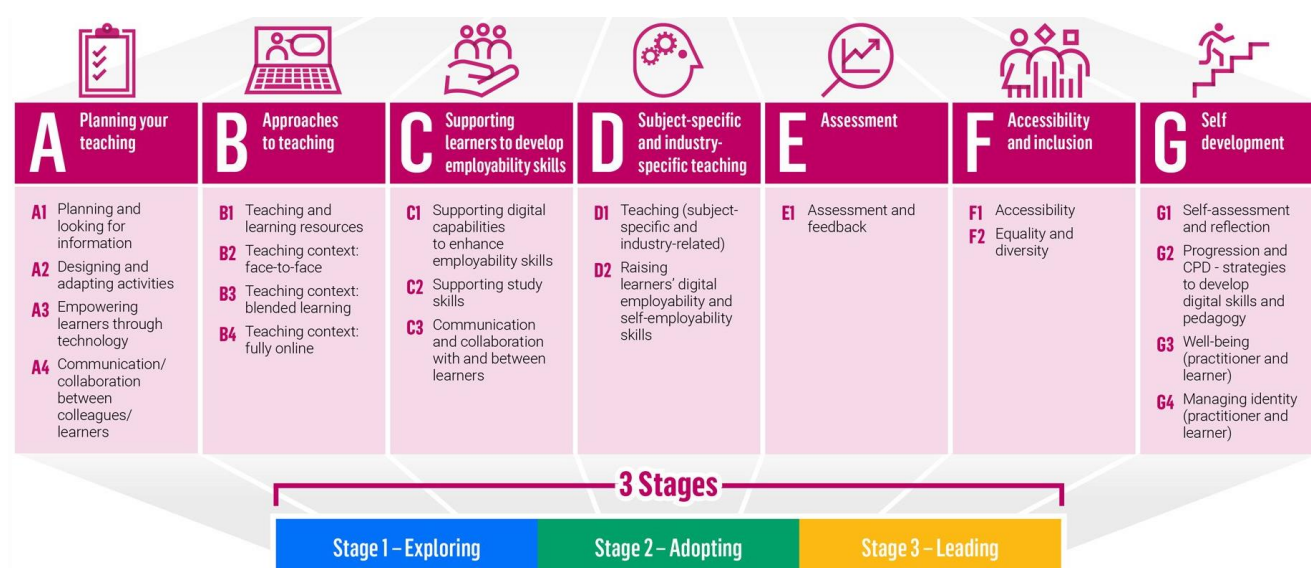 A
Planning your
teaching
A1 Planning and
looking for
information
A2 Designing and
adapting activities
A3 Empowering
learners through
technology
A4 Communication/
collaboration
between
colleagues/
learners
B
Approaches
to teaching
B1 Teaching and
learning resources
B2 Teaching context:
face-to-face
B3 Teaching context:
blended learning
B4 Teaching context:
fully online
C
Supporting
learners to develop
employability skills
C1 Supporting digital
capabilities
to enhance
employability skills
C2 Supporting study
skills
C3 Communication
and collaboration
with and between
learners
D
Subject-specific
and industry-
specific teaching
D1 Teaching (subject-
specific and
industry-related)
D2 Raising
learners’ digital
employability and
self-employability
skills
E
Assessment
E1 Assessment and
feedback
F
Accessibility
and inclusion
F1 Accessibility
F2 Equality and
diversity
G
Self
development
G1 Self-assessment
and reflection
G2 Progression and
CPD - strategies
to develop
digital skills and
pedagogy
G3 Well-being
(practitioner and
learner)
G4 Managing identity
(practitioner and
learner)
3 Stages
Stage 1 – Exploring
Stage 2 – Adopting
Stage 3 – Leading